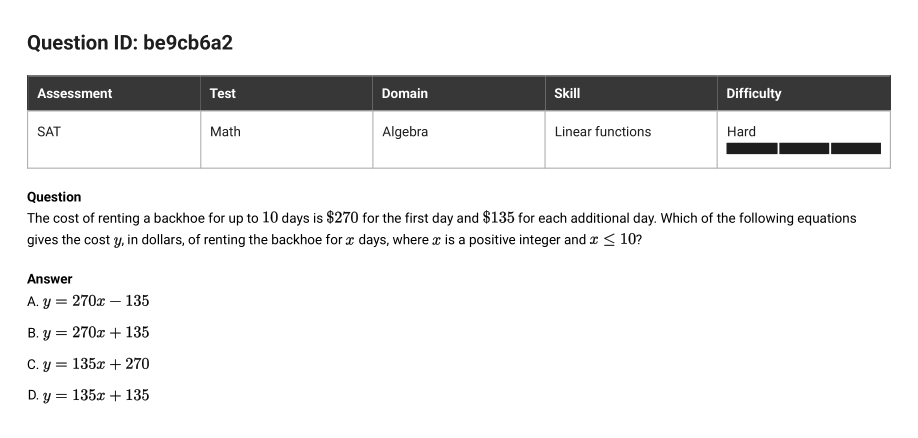 Question ID: be9cb6a2
Assessment Test Domain Skill Difficulty
SAT Math Algebra Linear functions Hard
Question
The cost of renting a backhoe for up to 10 days is $270 for the first day and $135 for each additional day. Which of the following equations
gives the cost y, in dollars, of renting the backhoe for x days, where x is a positive integer and x ≤ 10?
Answer
A. y = 270x − 135
B. y = 270x + 135
C. y = 135x + 270
D. y = 135x + 135